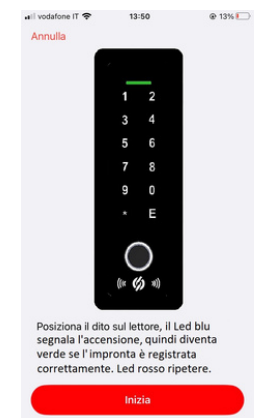 vodafone IT 13:50 13%
Annulla
1 2
3 4
5 6
7 8
9 0
* E
Posiziona il dito sul lettore, il Led blu
segnala l'accensione, quindi diventa
verde se l'impronta è registrata
correttamente. Led rosso ripetere.
Inizia